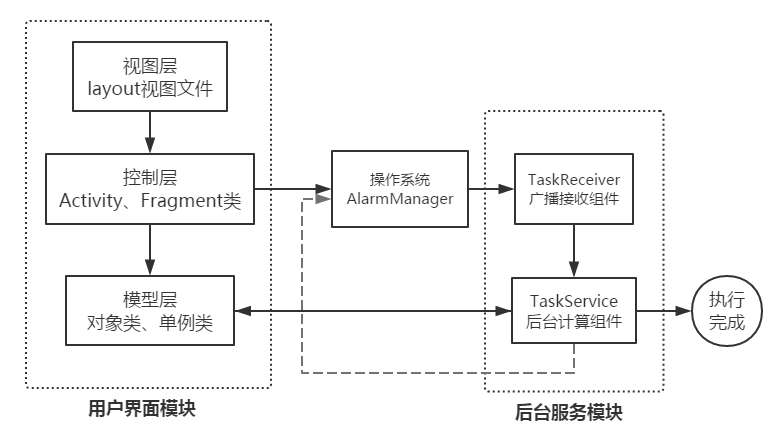 视图层
layout视图文件
控制层
Activity、Fragment类
模型层
对象类、单例类
用户界面模块
操作系统
AlarmManager
TaskReceiver
广播接收组件
TaskService
后台计算组件
后台服务模块
执行
完成